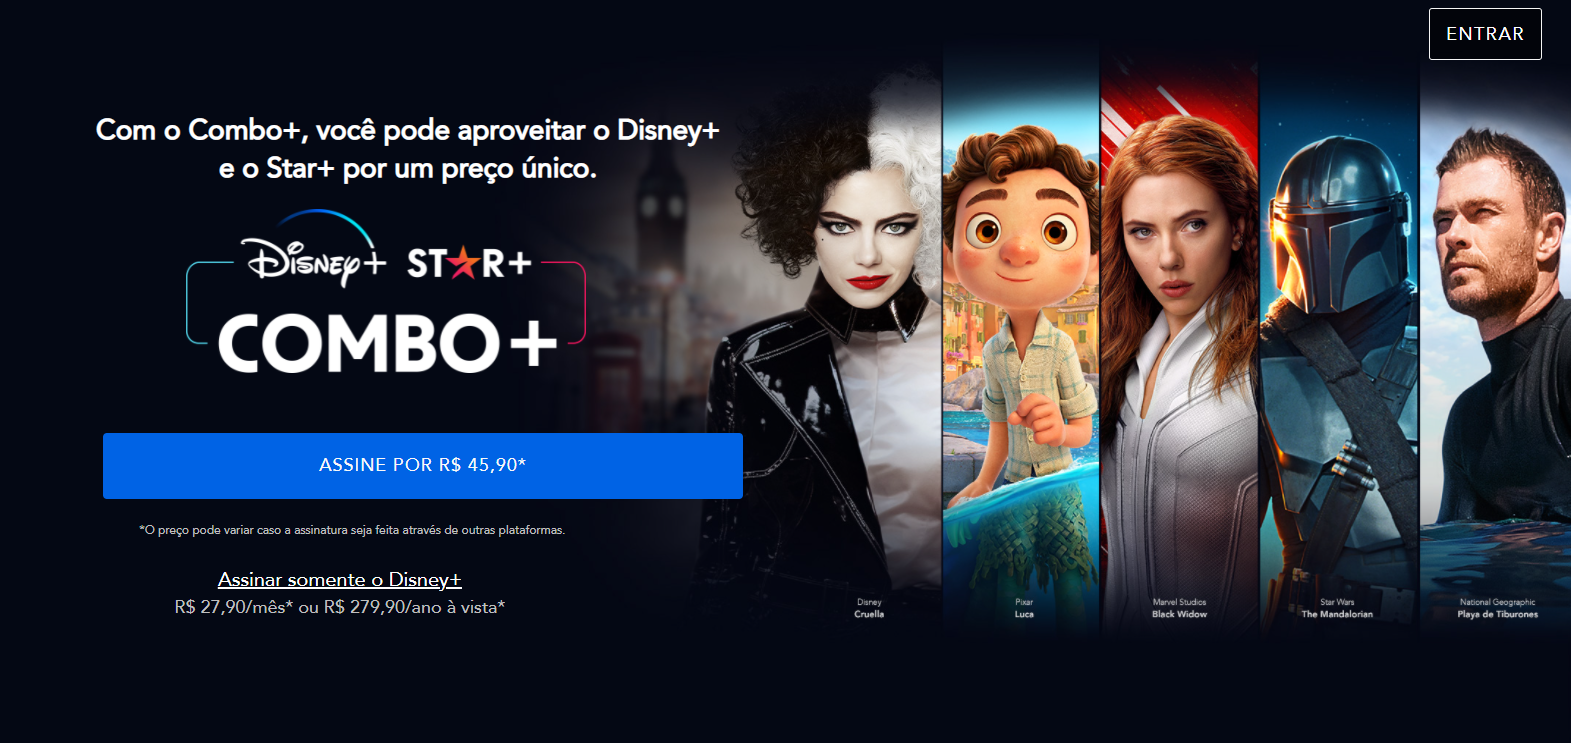 ENTRAR
Com o Combo+, você pode aproveitar o Disney+
e o Star+ por um preço único.
Disney+ STAR+
COMBO+
ASSINE POR R$ 45,90*
*O preço pode variar caso a assinatura seja feita através de outras plataformas.
Assinar somente o Disney+
R$ 27,90/mês* ou R$ 279,90/ano à vista*
Disney
Cruella
Pixar
Luca
Marvel Studios
Black Widow
Star Wars
The Mandalorian
National Geographic
Playa de Tiburones